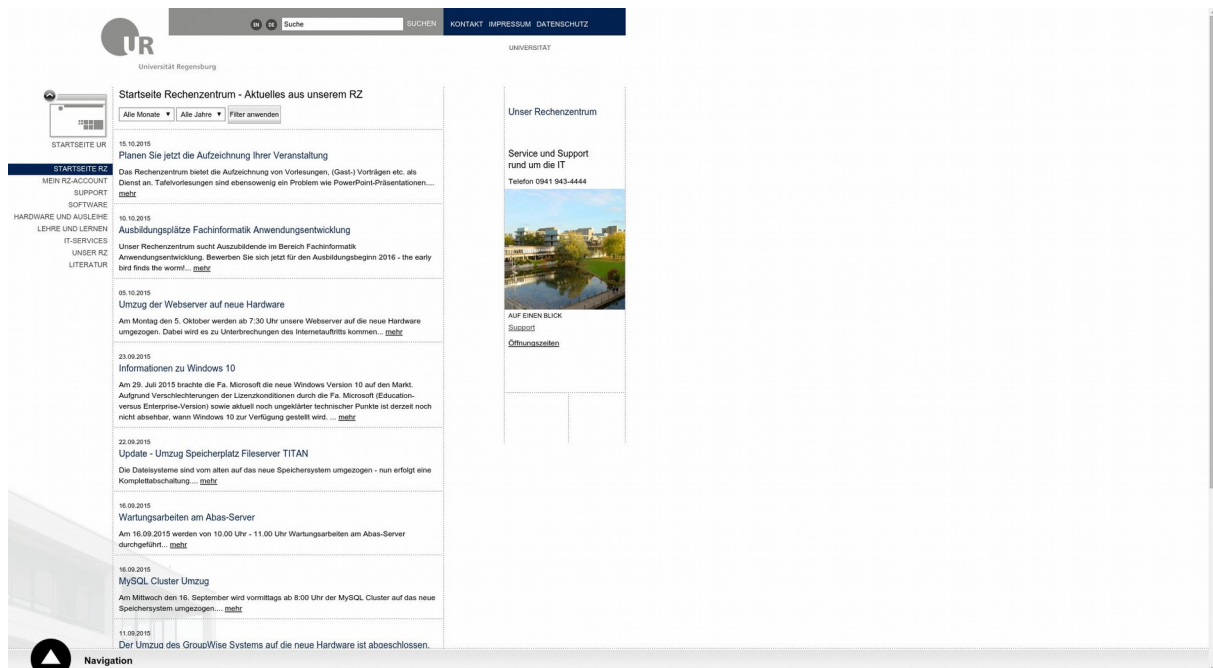 EN DE Suche SUCHEN KONTAKT IMPRESSUM DATENSCHUTZ
UNIVERSITÄT
UR
Universität Regensburg
STARTSEITE UR
STARTSEITE RZ
MEIN RZ-ACCOUNT
SUPPORT
SOFTWARE
HARDWARE UND AUSLEIHE
LEHRE UND LERNEN
IT-SERVICES
UNSER RZ
LITERATUR
Startseite Rechenzentrum - Aktuelles aus unserem RZ
Alle Monate Alle Jahre Filter anwenden
15.10.2015
Planen Sie jetzt die Aufzeichnung Ihrer Veranstaltung
Das Rechenzentrum bietet die Aufzeichnung von Vorlesungen, (Gast-) Vorträgen etc. als
Dienst an. Tafelvorlesungen sind ebensowenig ein Problem wie PowerPoint-Präsentationen....
mehr
10.10.2015
Ausbildungsplätze Fachinformatik Anwendungsentwicklung
Unser Rechenzentrum sucht Auszubildende im Bereich Fachinformatik
Anwendungsentwicklung. Bewerben Sie sich jetzt für den Ausbildungsbeginn 2016 - the early
bird finds the worm!... mehr
05.10.2015
Umzug der Webserver auf neue Hardware
Am Montag den 5. Oktober werden ab 7:30 Uhr unsere Webserver auf die neue Hardware
umgezogen. Dabei wird es zu Unterbrechungen des Internetauftritts kommen... mehr
23.09.2015
Informationen zu Windows 10
Am 29. Juli 2015 brachte die Fa. Microsoft die neue Windows Version 10 auf den Markt.
Aufgrund Verschlechterungen der Lizenzkonditionen durch die Fa. Microsoft (Education-
versus Enterprise-Version) sowie aktuell noch ungeklärter technischer Punkte ist derzeit noch
nicht absehbar, wann Windows 10 zur Verfügung gestellt wird. ... mehr
22.09.2015
Update - Umzug Speicherplatz Fileserver TITAN
Die Dateisysteme sind vom alten auf das neue Speichersystem umgezogen - nun erfolgt eine
Komplettabschaltung.... mehr
16.09.2015
Wartungsarbeiten am Abas-Server
Am 16.09.2015 werden von 10.00 Uhr - 11.00 Uhr Wartungsarbeiten am Abas-Server
durchgeführt... mehr
16.09.2015
MySQL Cluster Umzug
Am Mittwoch den 16. September wird vormittags ab 8:00 Uhr der MySQL Cluster auf das neue
Speichersystem umgezogen.... mehr
11.09.2015
Der Umzug des GroupWise Systems auf die neue Hardware ist abgeschlossen.
Unser Rechenzentrum
Service und Support
rund um die IT
Telefon 0941 943-4444
AUF EINEN BLICK
Support
Öffnungszeiten
Navigation